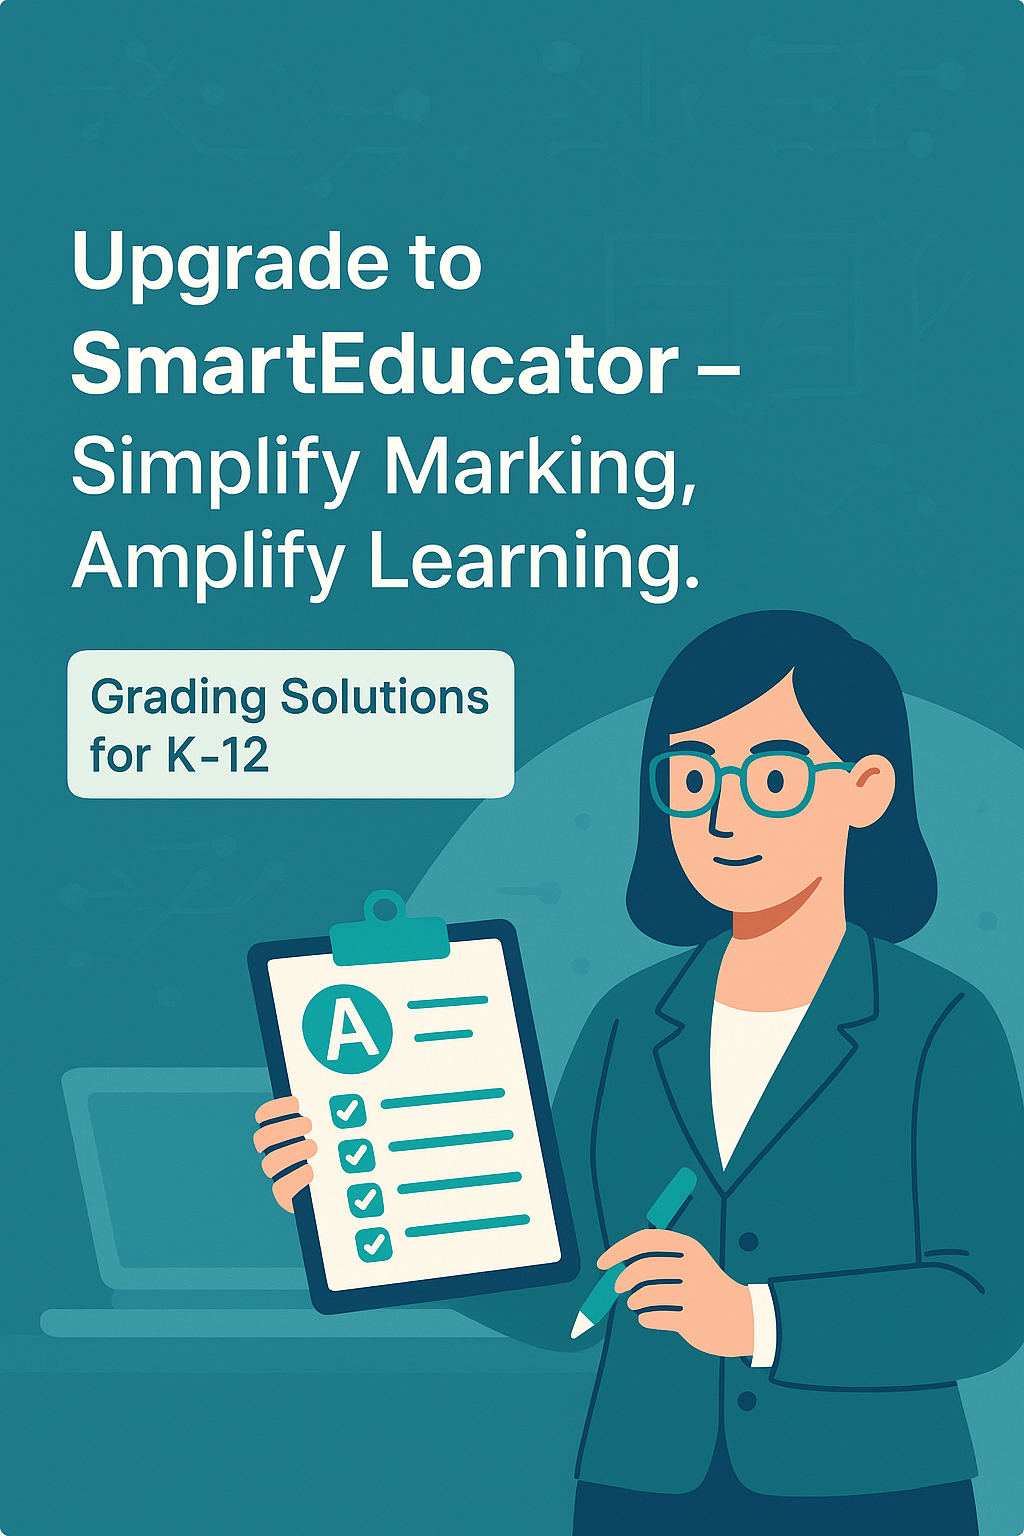 Upgrade to
SmartEducator –
Simplify Marking,
Amplify Learning.
Grading Solutions
for K-12
A